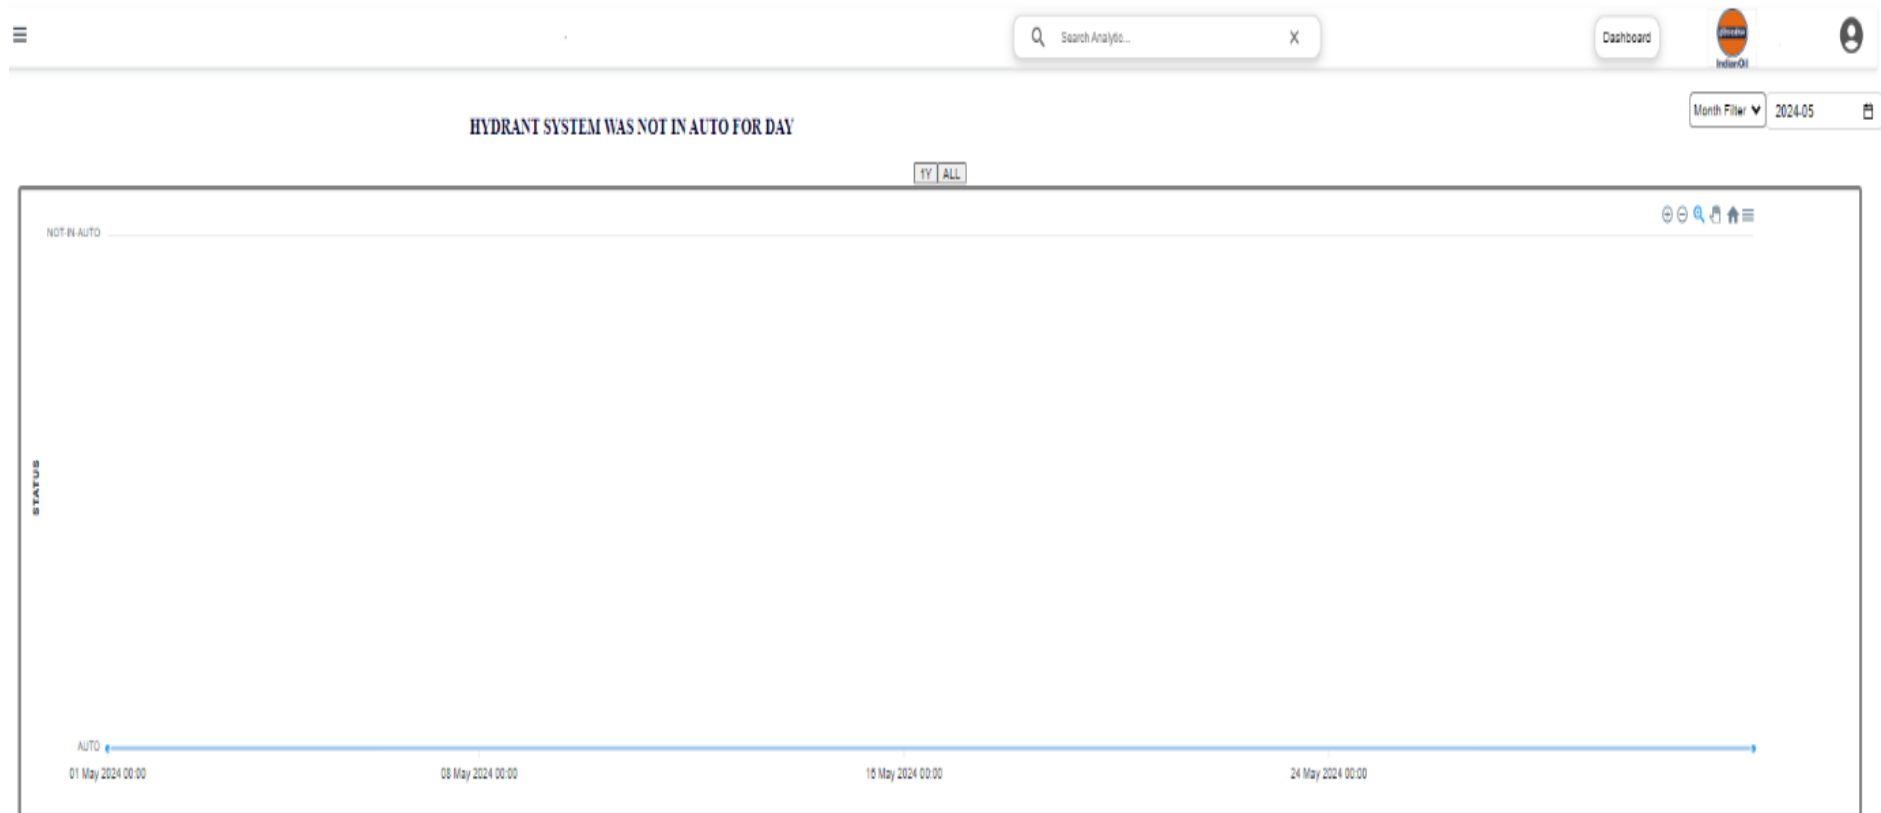 Search Analytic...
Dashboard
IndianOil
Month Filter
2024-05
HYDRANT SYSTEM WAS NOT IN AUTO FOR DAY
1Y
ALL
NOT-IN-AUTO
STATUS
AUTO
01 May 2024 00:00
08 May 2024 00:00
16 May 2024 00:00
24 May 2024 00:00